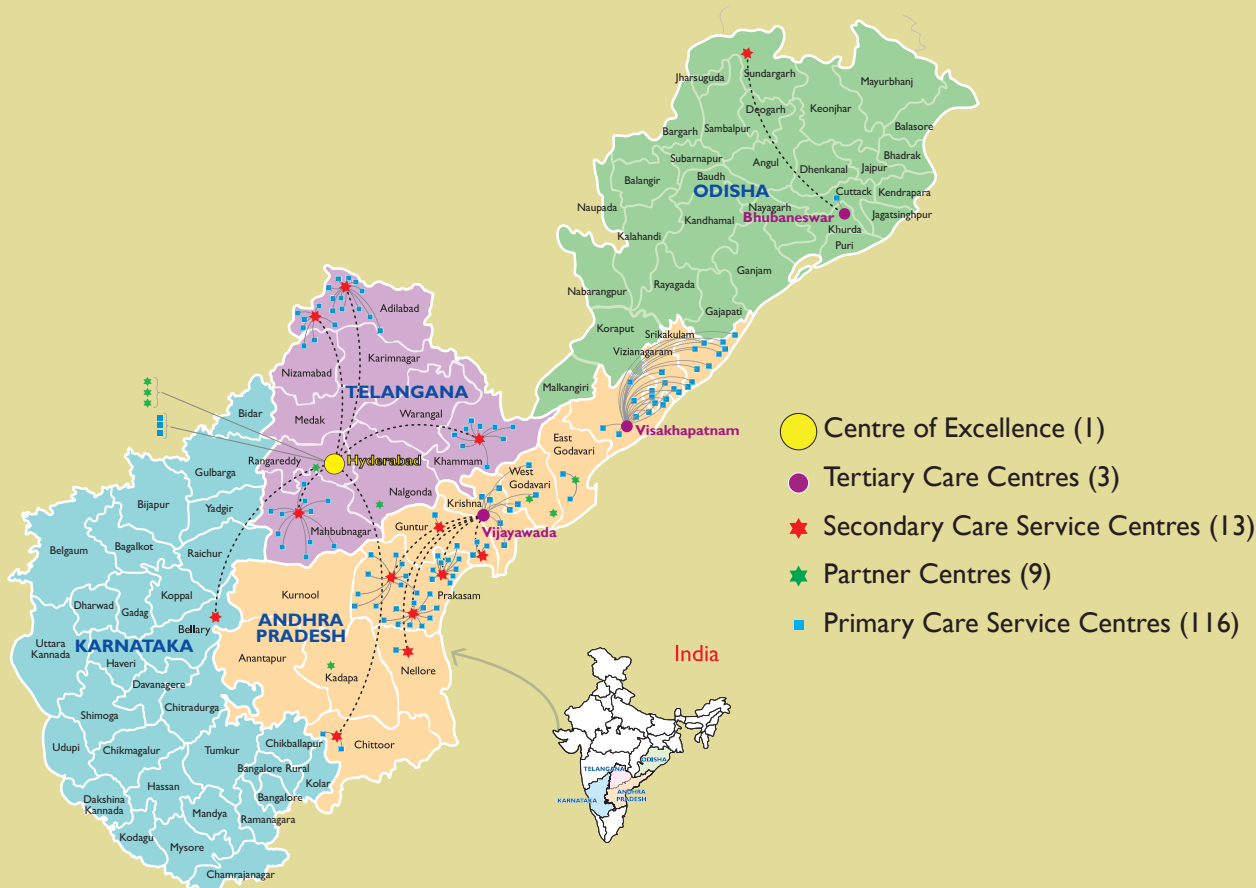 Sundargarh
Jharsuguda
Mayurbhanj
Deogarh
Keonjhar
Sambalpur
Bargarh
Balasore
Subarnapur
Angul
Bhadrak
Dhenkanal
Jajpur
Balangir
Baudh
ODISHA
Cuttack
Kendrapara
Naupada
Nayagarh
Kandhamal
Bhubaneswar
Jagatsinghpur
Khurda
Kalahandi
Puri
Ganjam
Nabarangpur
Rayagada
Gajapati
Koraput
Srikakulam
Vizianagaram
Malkangiri
Visakhapatnam
Adilabad
Karimnagar
Nizamabad
TELANGANA
Medak
Warangal
Rangareddy
Hyderabad
Khammam
Nalgonda
Mahbubnagar
East
Godavari
West
Godavari
Krishna
Guntur
Vijayawada
Prakasam
Kurnool
ANDHRA
PRADESH
Anantapur
Kadapa
Nellore
Chittoor
Bidar
Gulbarga
Bijapur
Yadgir
Belgaum
Bagalkot
Raichur
Koppal
Dharwad
Gadag
Bellary
KARNATAKA
Uttara
Kannada
Haveri
Davanagere
Shimoga
Chitradurga
Udupi
Chikmagalur
Tumkur
Chikballapur
Bangalore Rural
Kolar
Hassan
Bangalore
Dakshina
Kannada
Mandya
Ramanagara
Kodagu
Mysore
Chamrajanagar
Centre of Excellence (1)
Tertiary Care Centres (3)
Secondary Care Service Centres (13)
Partner Centres (9)
Primary Care Service Centres (116)
India
ODISHA
TELANGANA
KARNATAKA
ANDHRA
PRADESH